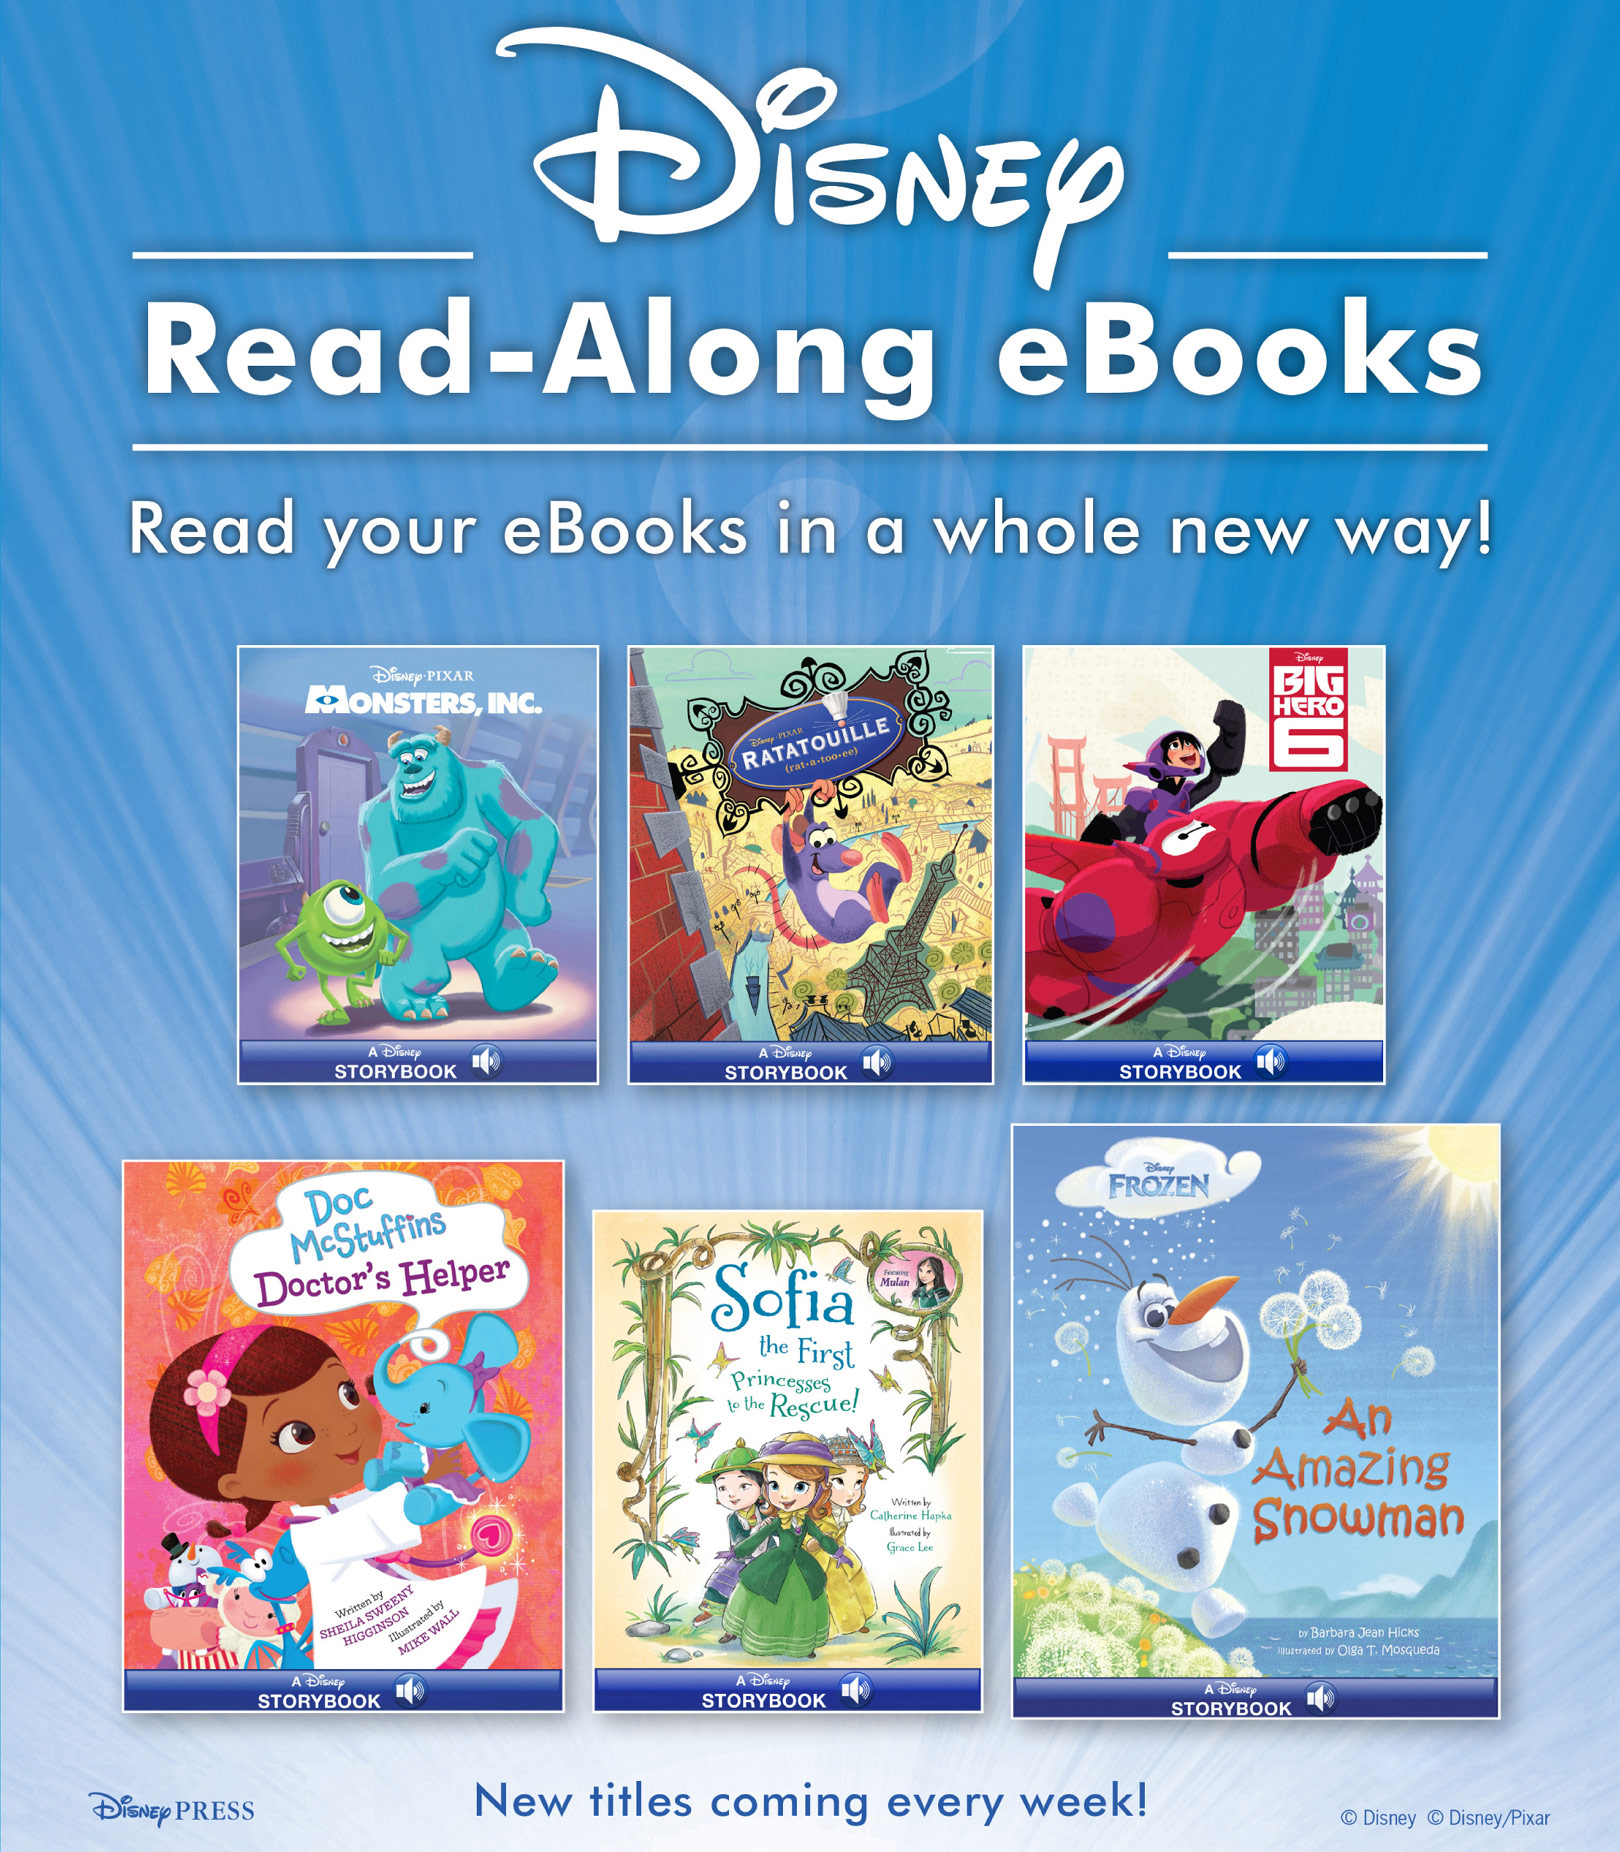 Disney
Read-Along eBooks
Read your eBooks in a whole new way!
Disney·PIXAR
MONSTERS, INC.
A Disney
STORYBOOK
Disney·PIXAR
RATATOUILLE
(rat•a•too•ee)
A Disney
STORYBOOK
Disney
BIG
HERO
6
A Disney
STORYBOOK
Doc
McStuffins
Doctor's Helper
Written by
SHEILA SWEENY
HIGGINSON
Illustrated by
MIKE WALL
A Disney
STORYBOOK
Featuring
Mulan
Sofia
the First
Princesses
to the Rescue!
Written by
Catherine Hapka
Illustrated by
Grace Lee
A Disney
STORYBOOK
Disney
FROZEN
An
Amazing
Snowman
by Barbara Jean Hicks
illustrated by Olga T. Mosqueda
A Disney
STORYBOOK
New titles coming every week!
Disney PRESS
© Disney © Disney/Pixar